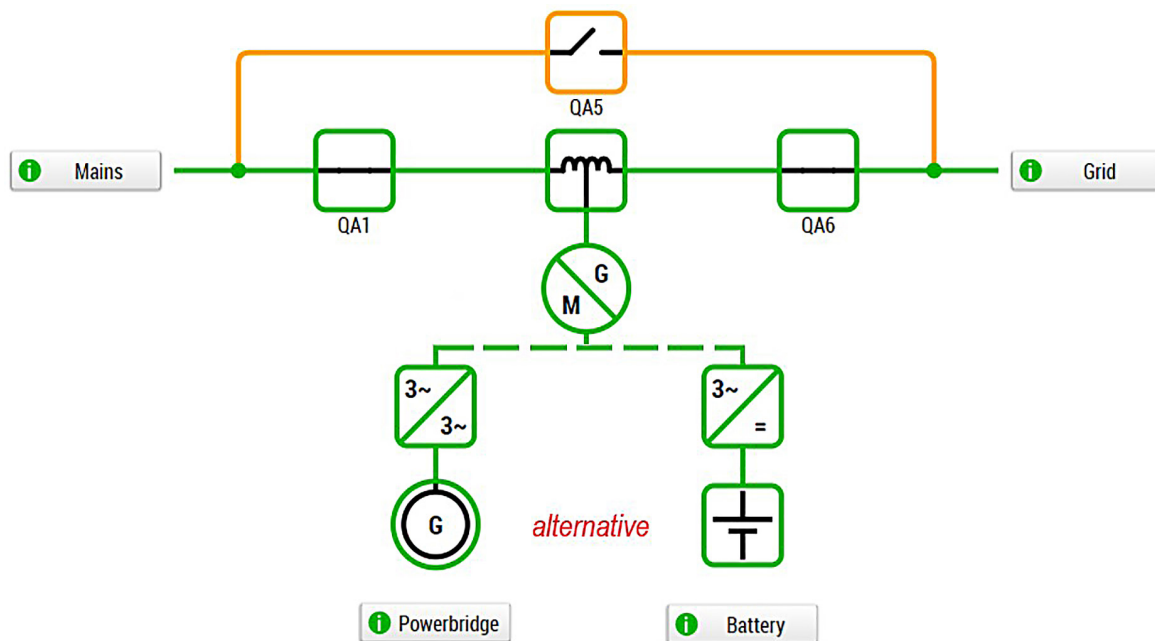 QA5
Mains
Grid
QA1
QA6
G
M
3~
3~
3~
=
G
alternative
Powerbridge
Battery